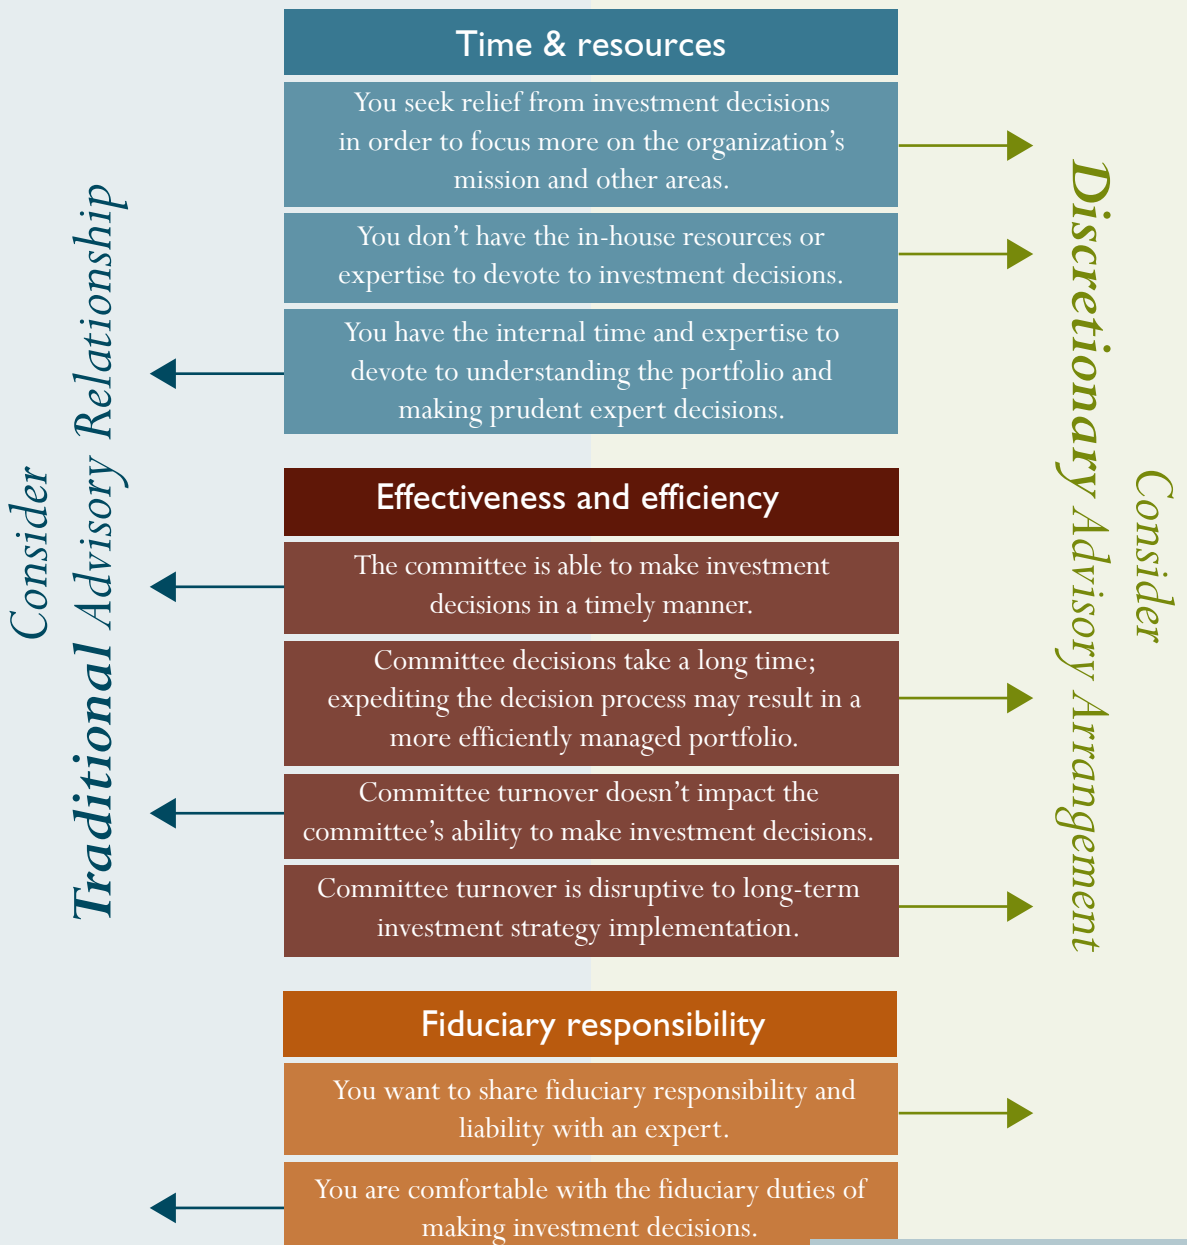 Consider
Traditional Advisory Relationship
Time & resources
You seek relief from investment decisions
in order to focus more on the organization’s
mission and other areas.
You don’t have the in-house resources or
expertise to devote to investment decisions.
You have the internal time and expertise to
devote to understanding the portfolio and
making prudent expert decisions.
Effectiveness and efficiency
The committee is able to make investment
decisions in a timely manner.
Committee decisions take a long time;
expediting the decision process may result in a
more efficiently managed portfolio.
Committee turnover doesn’t impact the
committee’s ability to make investment decisions.
Committee turnover is disruptive to long-term
investment strategy implementation.
Fiduciary responsibility
You want to share fiduciary responsibility and
liability with an expert.
You are comfortable with the fiduciary duties of
making investment decisions.
Consider
Discretionary Advisory Arrangement